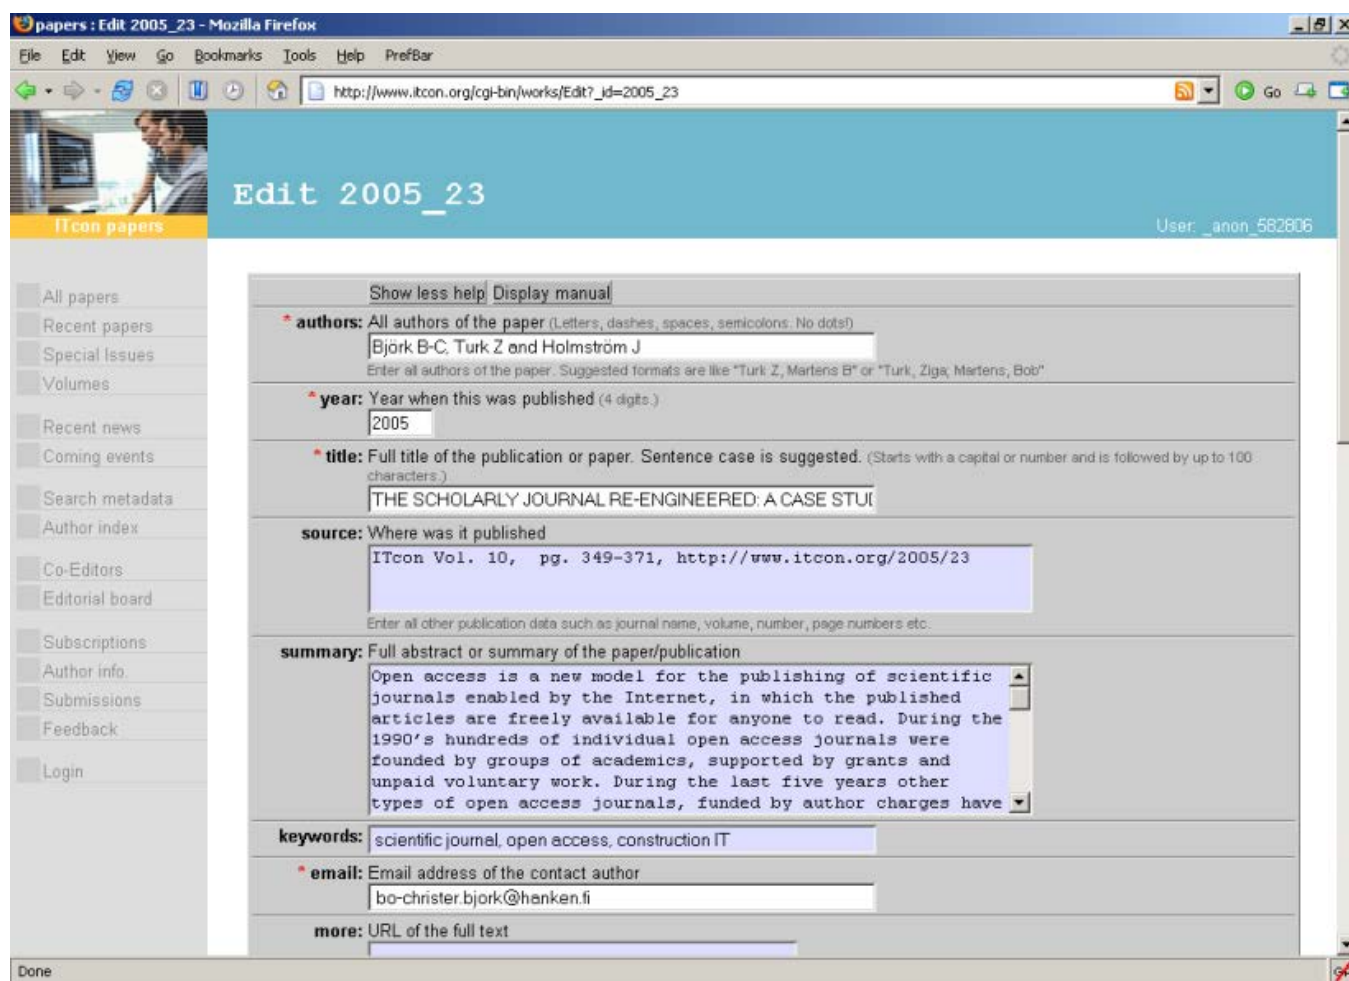 papers : Edit 2005_23 - Mozilla Firefox
File Edit View Go Bookmarks Tools Help PrefBar
http://www.itcon.org/cgi-bin/works/Edit?_id=2005_23
Go
Edit 2005_23
ITcon papers
User: _anon_582806
All papers
Recent papers
Special Issues
Volumes
Recent news
Coming events
Search metadata
Author index
Co-Editors
Editorial board
Subscriptions
Author info.
Submissions
Feedback
Login
Show less help Display manual
* authors: All authors of the paper (Letters, dashes, spaces, semicolons. No dots!)
Björk B-C, Turk Z and Holmström J
Enter all authors of the paper. Suggested formats are like "Turk Z, Martens B" or "Turk, Ziga; Martens, Bob"
* year: Year when this was published (4 digits.)
2005
* title: Full title of the publication or paper. Sentence case is suggested. (Starts with a capital or number and is followed by up to 100
characters.)
THE SCHOLARLY JOURNAL RE-ENGINEERED: A CASE STUD
source: Where was it published
ITcon Vol. 10, pg. 349-371, http://www.itcon.org/2005/23
Enter all other publication data such as journal name, volume, number, page numbers etc.
summary: Full abstract or summary of the paper/publication
Open access is a new model for the publishing of scientific
journals enabled by the Internet, in which the published
articles are freely available for anyone to read. During the
1990's hundreds of individual open access journals were
founded by groups of academics, supported by grants and
unpaid voluntary work. During the last five years other
types of open access journals, funded by author charges have
keywords: scientific journal, open access, construction IT
* email: Email address of the contact author
bo-christer.bjork@hanken.fi
more: URL of the full text
Done